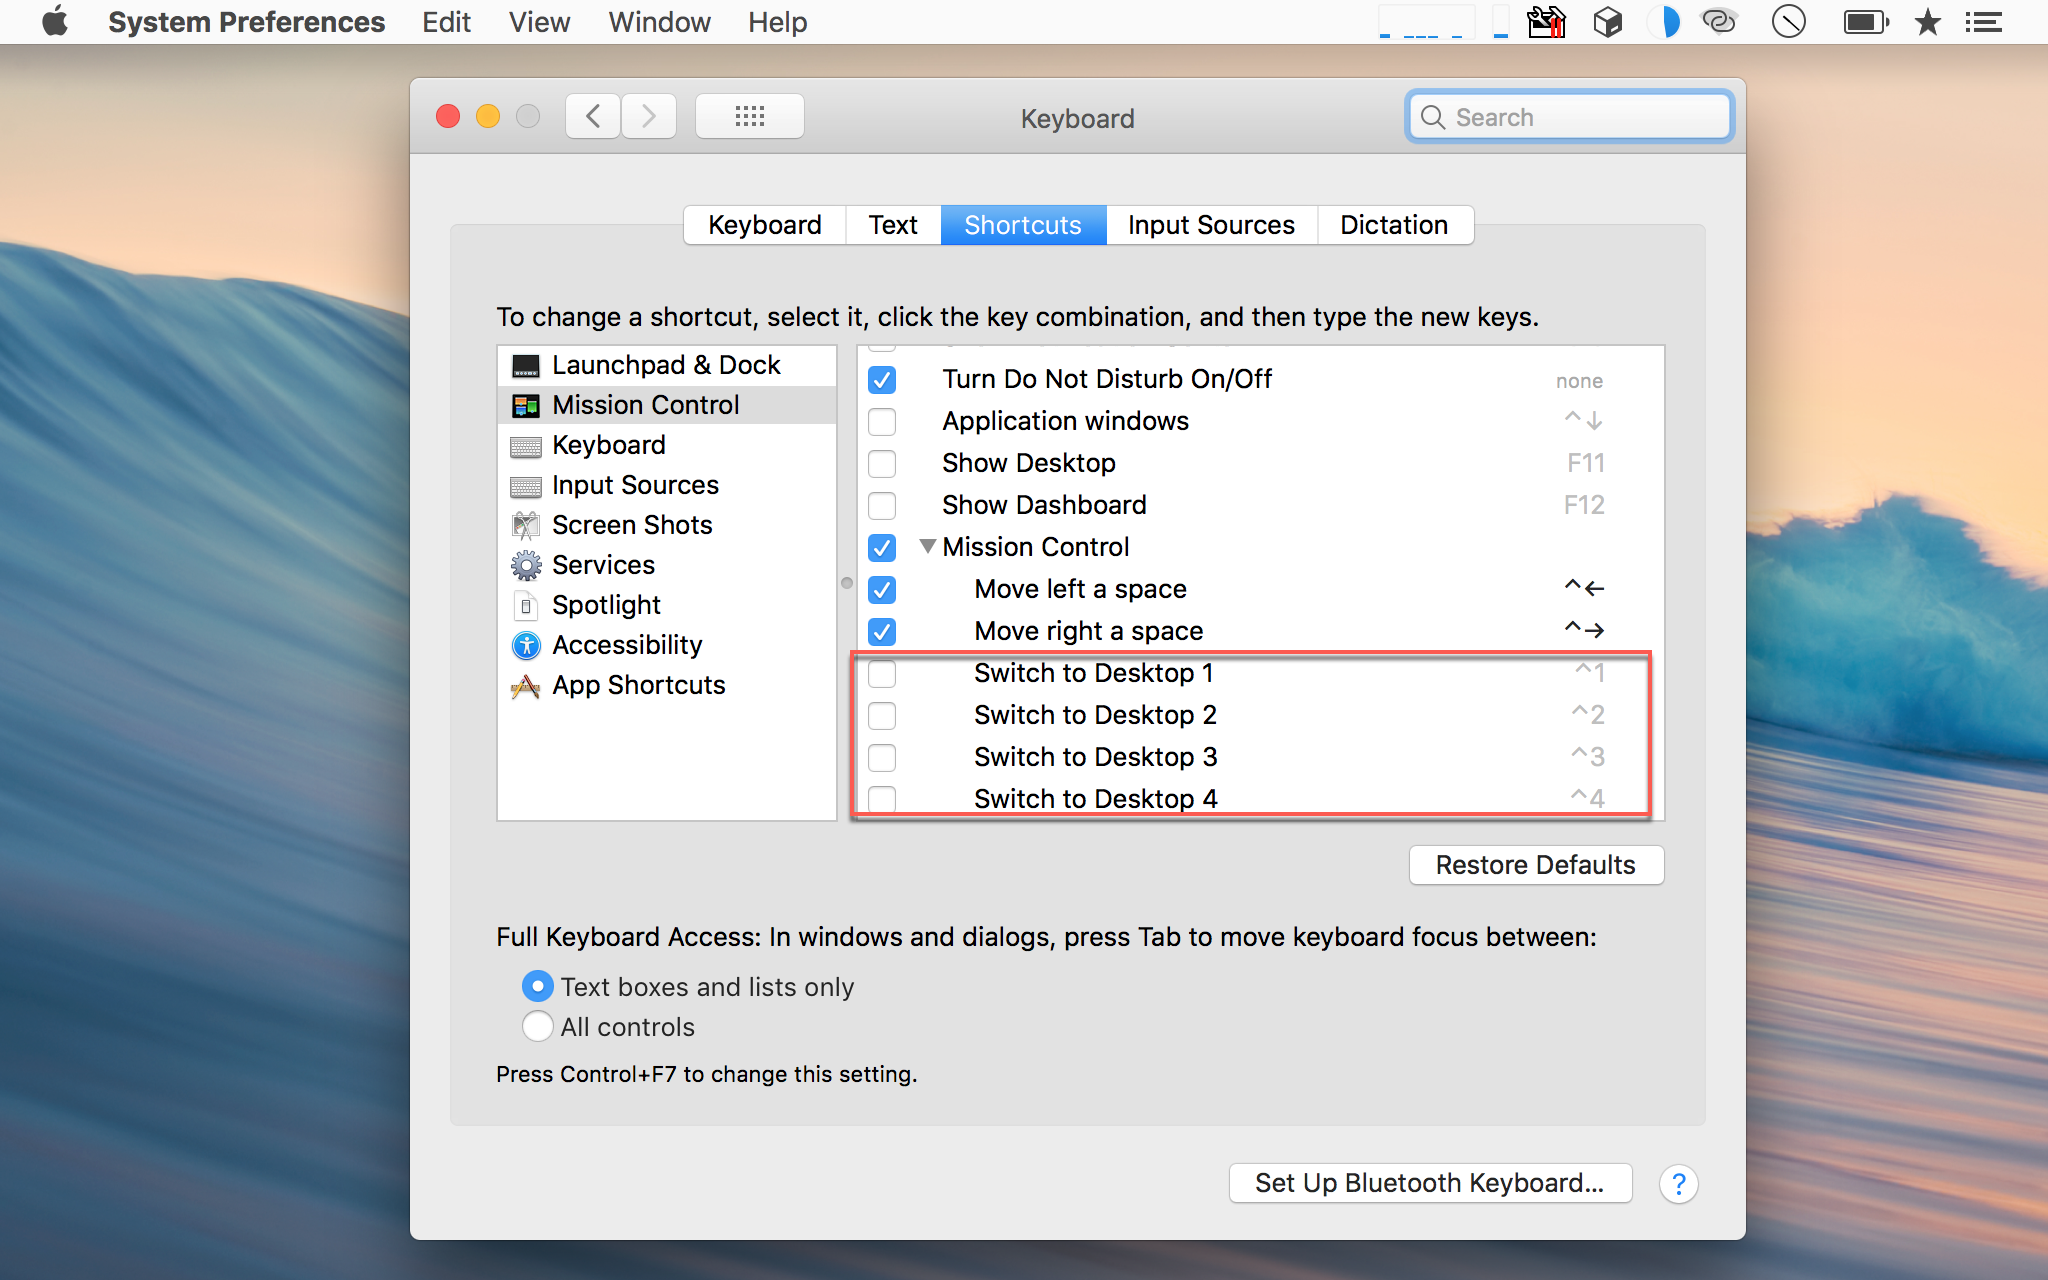 System Preferences Edit View Window Help
Keyboard
Search
Keyboard Text Shortcuts Input Sources Dictation
To change a shortcut, select it, click the key combination, and then type the new keys.
Launchpad & Dock
Mission Control
Keyboard
Input Sources
Screen Shots
Services
Spotlight
Accessibility
App Shortcuts
Turn Do Not Disturb On/Off none
Application windows ^↓
Show Desktop F11
Show Dashboard F12
Mission Control
Move left a space ^←
Move right a space ^→
Switch to Desktop 1 ^1
Switch to Desktop 2 ^2
Switch to Desktop 3 ^3
Switch to Desktop 4 ^4
Restore Defaults
Full Keyboard Access: In windows and dialogs, press Tab to move keyboard focus between:
Text boxes and lists only
All controls
Press Control+F7 to change this setting.
Set Up Bluetooth Keyboard... ?